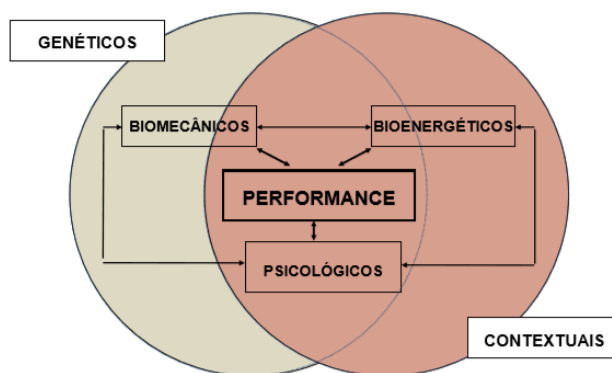 GENÉTICOS
BIOMECÂNICOS
BIOENERGÉTICOS
PERFORMANCE
PSICOLÓGICOS
CONTEXTUAIS